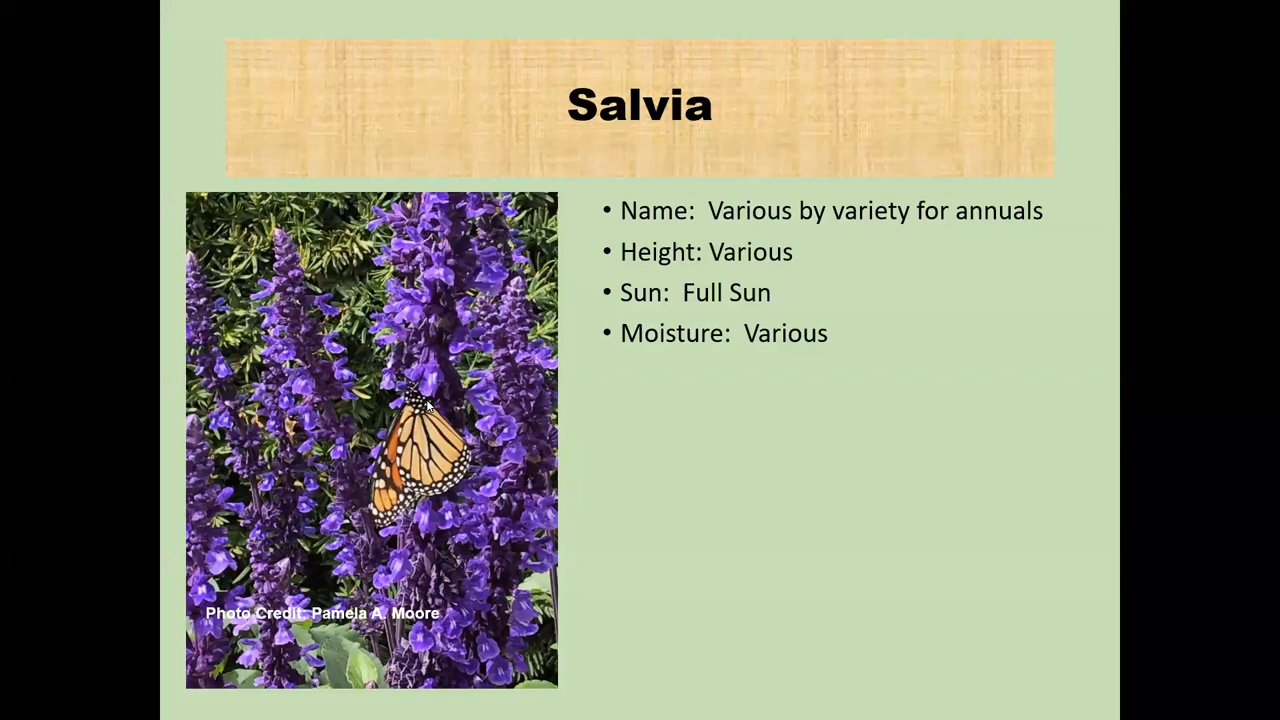 Salvia
• Name:  Various by variety for annuals
• Height: Various
• Sun:  Full Sun
• Moisture:  Various
Photo Credit: Pamela A. Moore